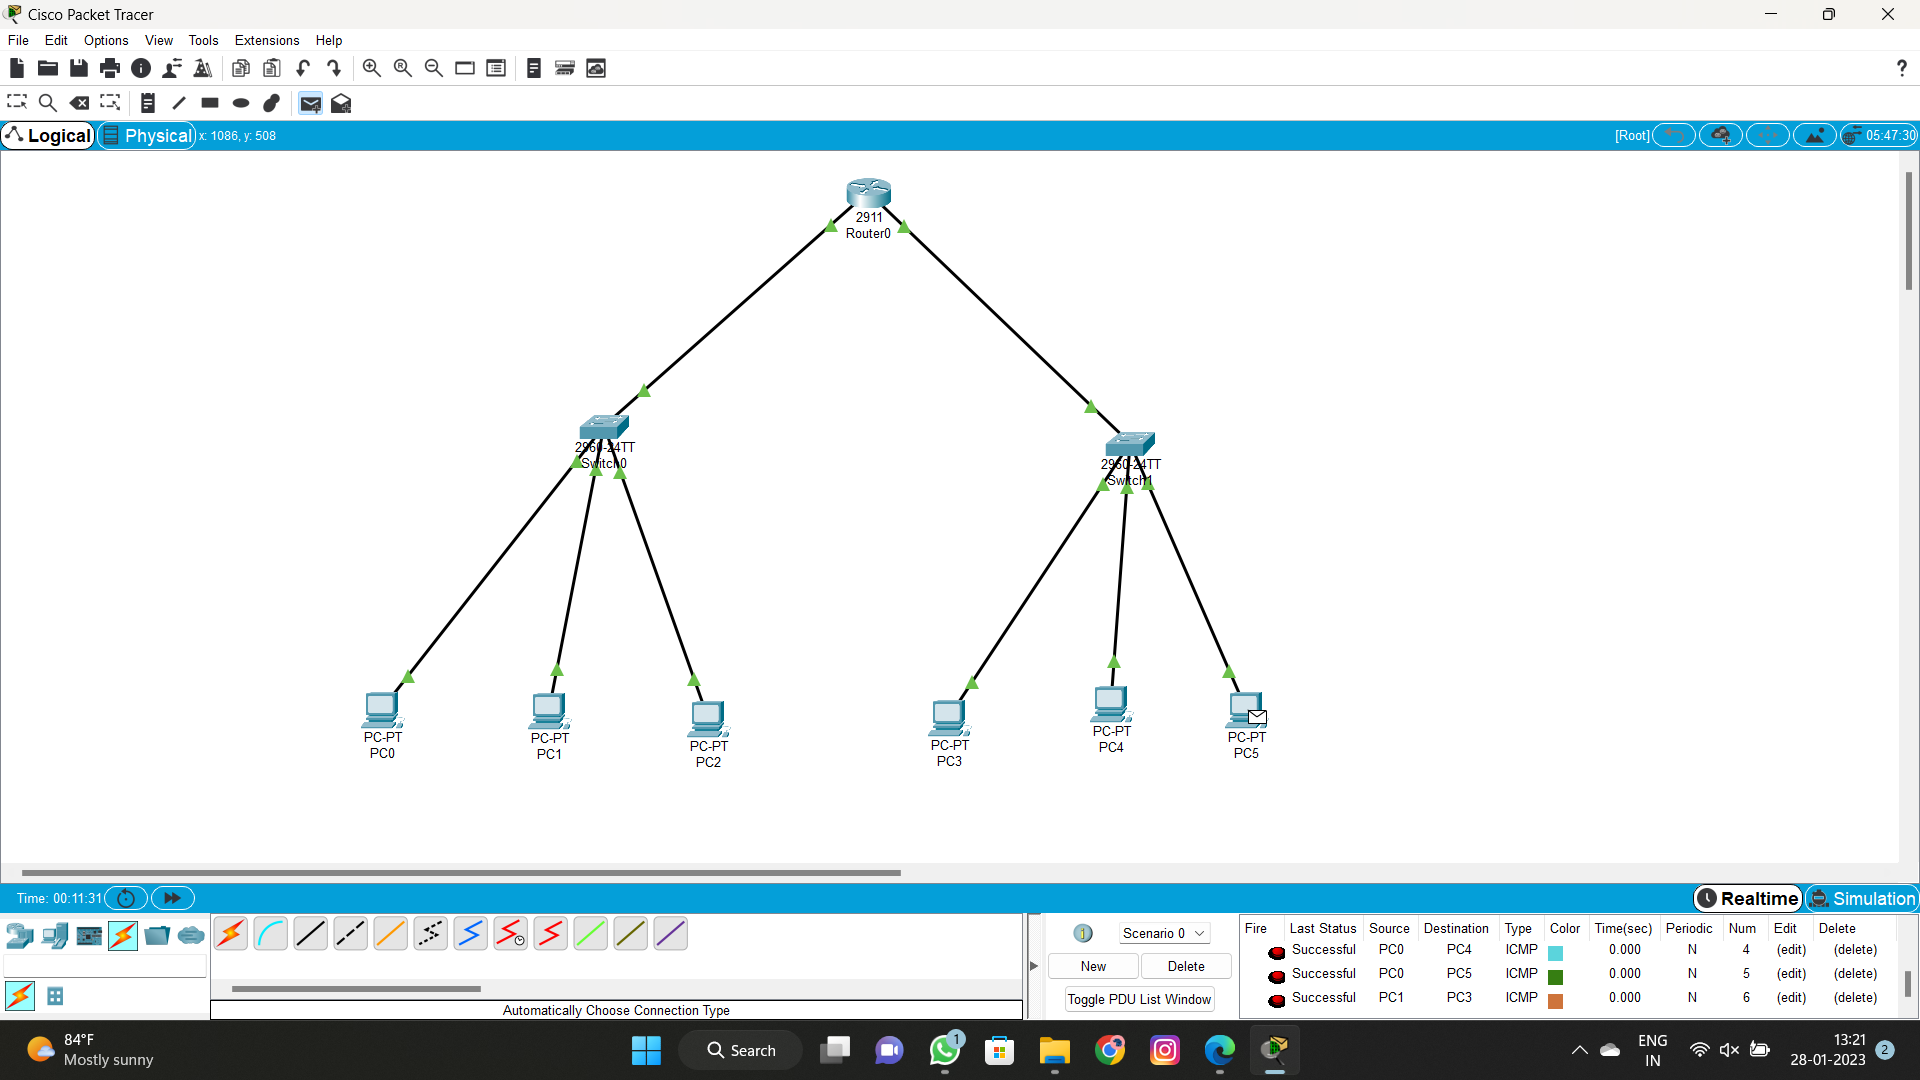 Cisco Packet Tracer
File Edit Options View Tools Extensions Help
?
Logical Physical x: 1086, y: 508 [Root] 05:47:30
2911
Router0
2960-24TT
Switch0
2960-24TT
Switch1
PC-PT
PC0
PC-PT
PC1
PC-PT
PC2
PC-PT
PC3
PC-PT
PC4
PC-PT
PC5
Time: 00:11:31 Realtime Simulation
Scenario 0
New Delete
Toggle PDU List Window
Fire Last Status Source Destination Type Color Time(sec) Periodic Num Edit Delete
Successful PC0 PC4 ICMP 0.000 N 4 (edit) (delete)
Successful PC0 PC5 ICMP 0.000 N 5 (edit) (delete)
Successful PC1 PC3 ICMP 0.000 N 6 (edit) (delete)
Automatically Choose Connection Type
84°F
Mostly sunny
Search
1
ENG
IN
13:21
28-01-2023
2